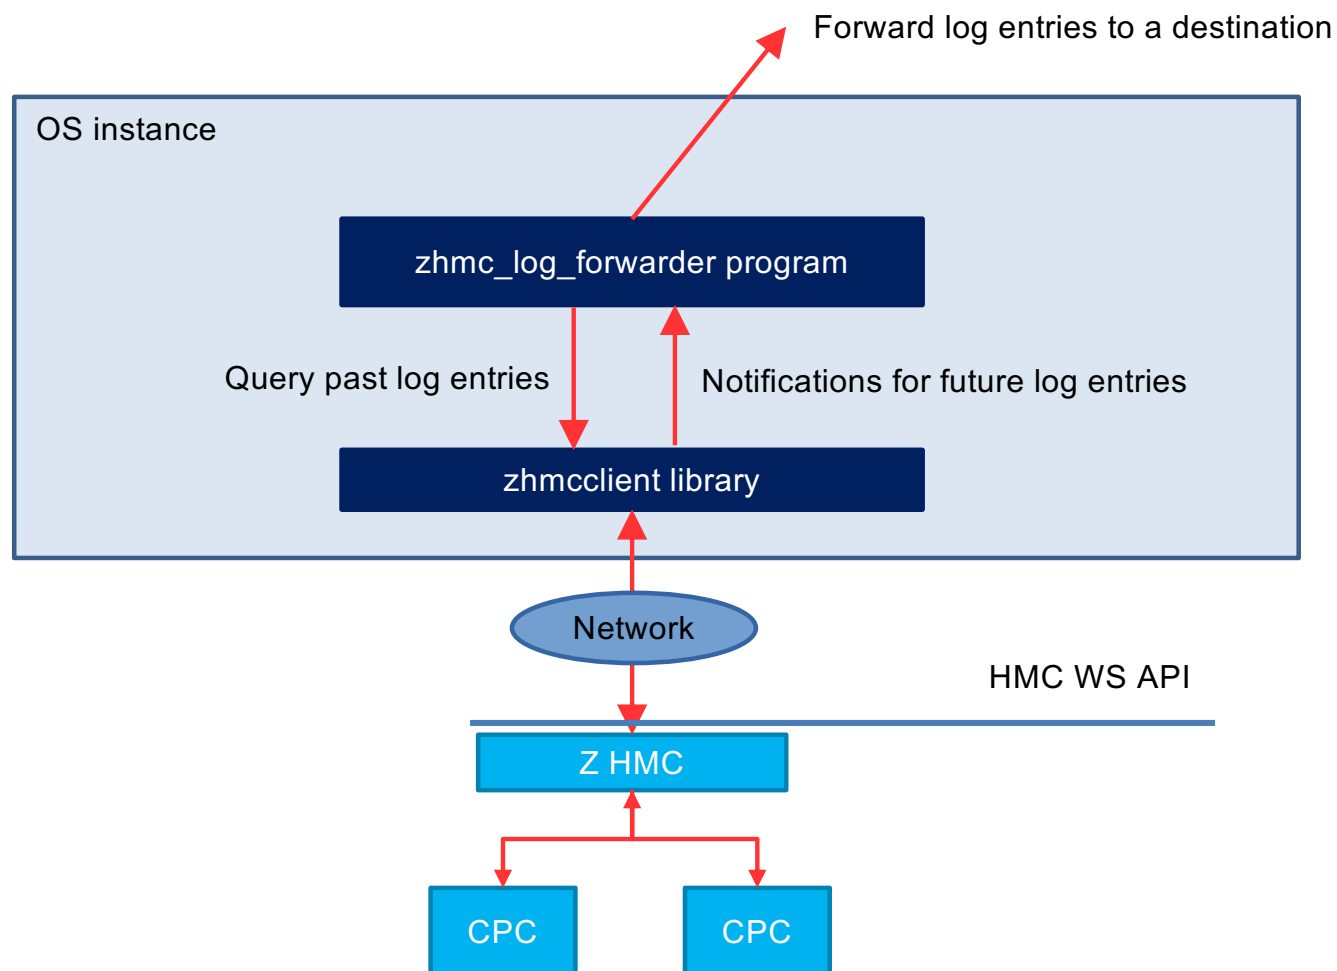 Forward log entries to a destination
OS instance
zhmc_log_forwarder program
Query past log entries
Notifications for future log entries
zhmcclient library
Network
HMC WS API
Z HMC
CPC
CPC